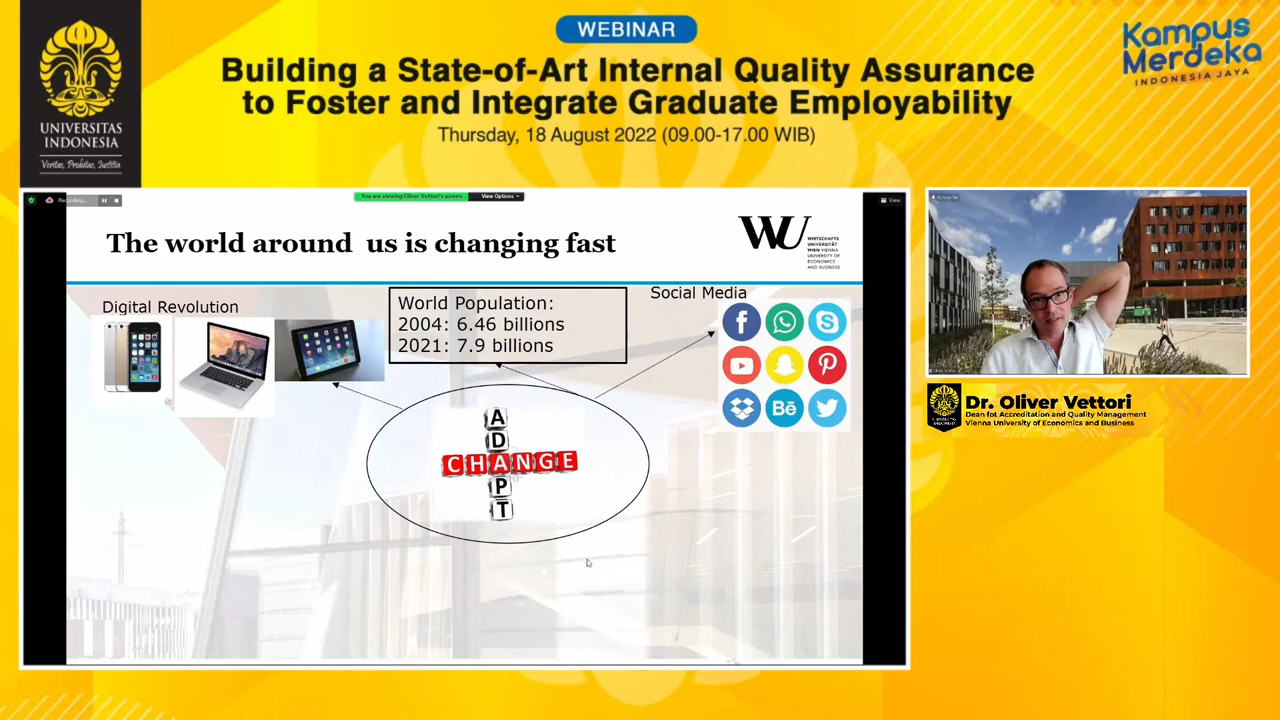 WEBINAR
Building a State-of-Art Internal Quality Assurance
to Foster and Integrate Graduate Employability
Thursday, 18 August 2022 (09.00-17.00 WIB)
UNIVERSITAS
INDONESIA
Veritas, Probitas, Justitia
Kampus
Merdeka
INDONESIA JAYA
Recording...
You are viewing Oliver Vettori's screen
View Options
View
The world around us is changing fast
WU
WIRTSCHAFTS
UNIVERSITÄT
WIEN VIENNA
UNIVERSITY OF
ECONOMICS
AND BUSINESS
Digital Revolution
World Population:
2004: 6.46 billions
2021: 7.9 billions
Social Media
Bē
ADAPT
CHANGE
Dr. Oliver Vettori
Dean fot Accreditation and Quality Management
Vienna University of Economics and Business